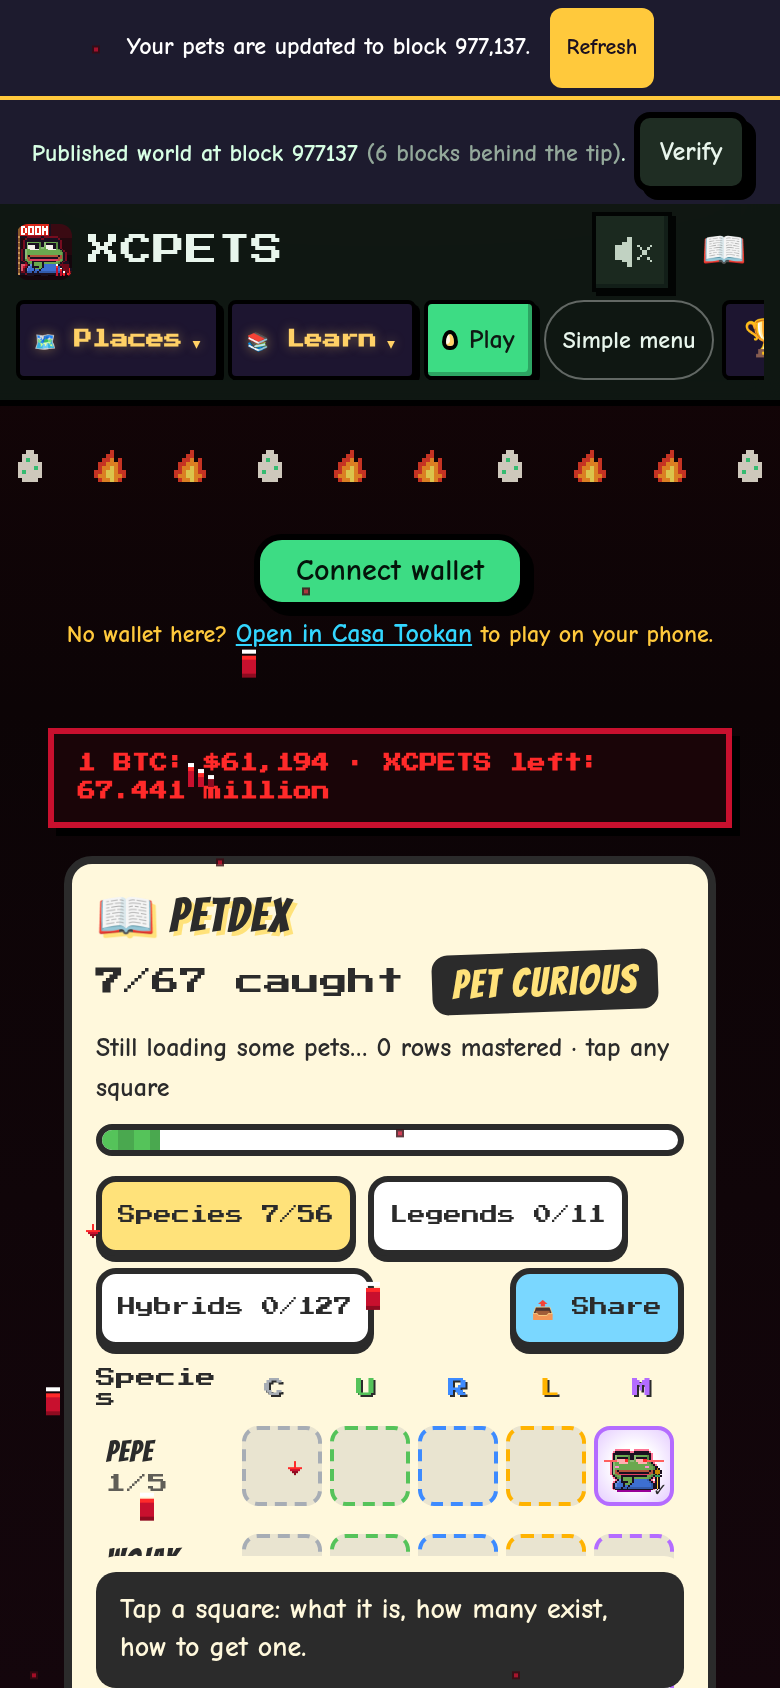 Your pets are updated to block 977,137.
Refresh
Published world at block 977137 (6 blocks behind the tip).
Verify
DOOM
XCPETS
Places ▾
Learn ▾
Play
Simple menu
Connect wallet
No wallet here? Open in Casa Tookan to play on your phone.
1 BTC: $61,194 · XCPETS left:
67.441 million
PETDEX
7/67 caught
PET CURIOUS
Still loading some pets... 0 rows mastered · tap any
square
Species 7/56
Legends 0/11
Hybrids 0/127
Share
Specie
s
C
U
R
L
M
PEPE
1/5
WOJAK
Tap a square: what it is, how many exist,
how to get one.